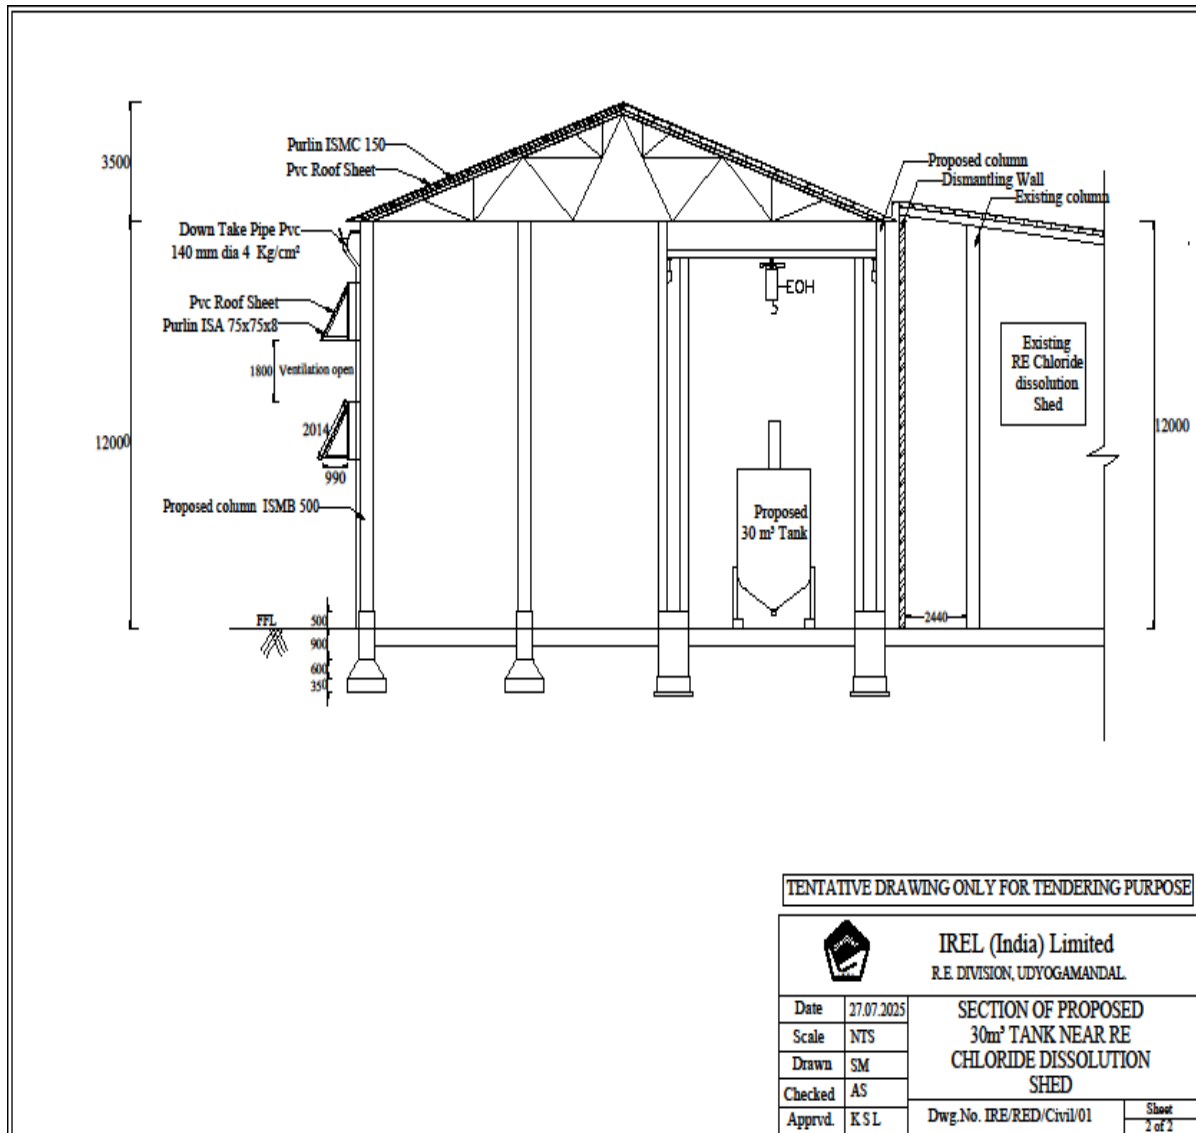 3500
Purlin ISMC 150
Pvc Roof Sheet
Proposed column
Dismantling Wall
Existing column
Down Take Pipe Pvc
140 mm dia 4 Kg/cm²
EOH
Pvc Roof Sheet
Purlin ISA 75x75x8
1800 Ventilation open
Existing
RE Chloride
dissolution
Shed
12000
2014
12000
990
Proposed column ISMB 500
Proposed
30 m³ Tank
FFL
500
900
600
350
2440
TENTATIVE DRAWING ONLY FOR TENDERING PURPOSE
IREL (India) Limited
R.E. DIVISION, UDYOGAMANDAL.
Date 27.07.2025
Scale NTS
Drawn SM
Checked AS
Apprvd. K S L
SECTION OF PROPOSED
30m³ TANK NEAR RE
CHLORIDE DISSOLUTION
SHED
Dwg.No. IRE/RED/Civil/01
Sheet
2 of 2